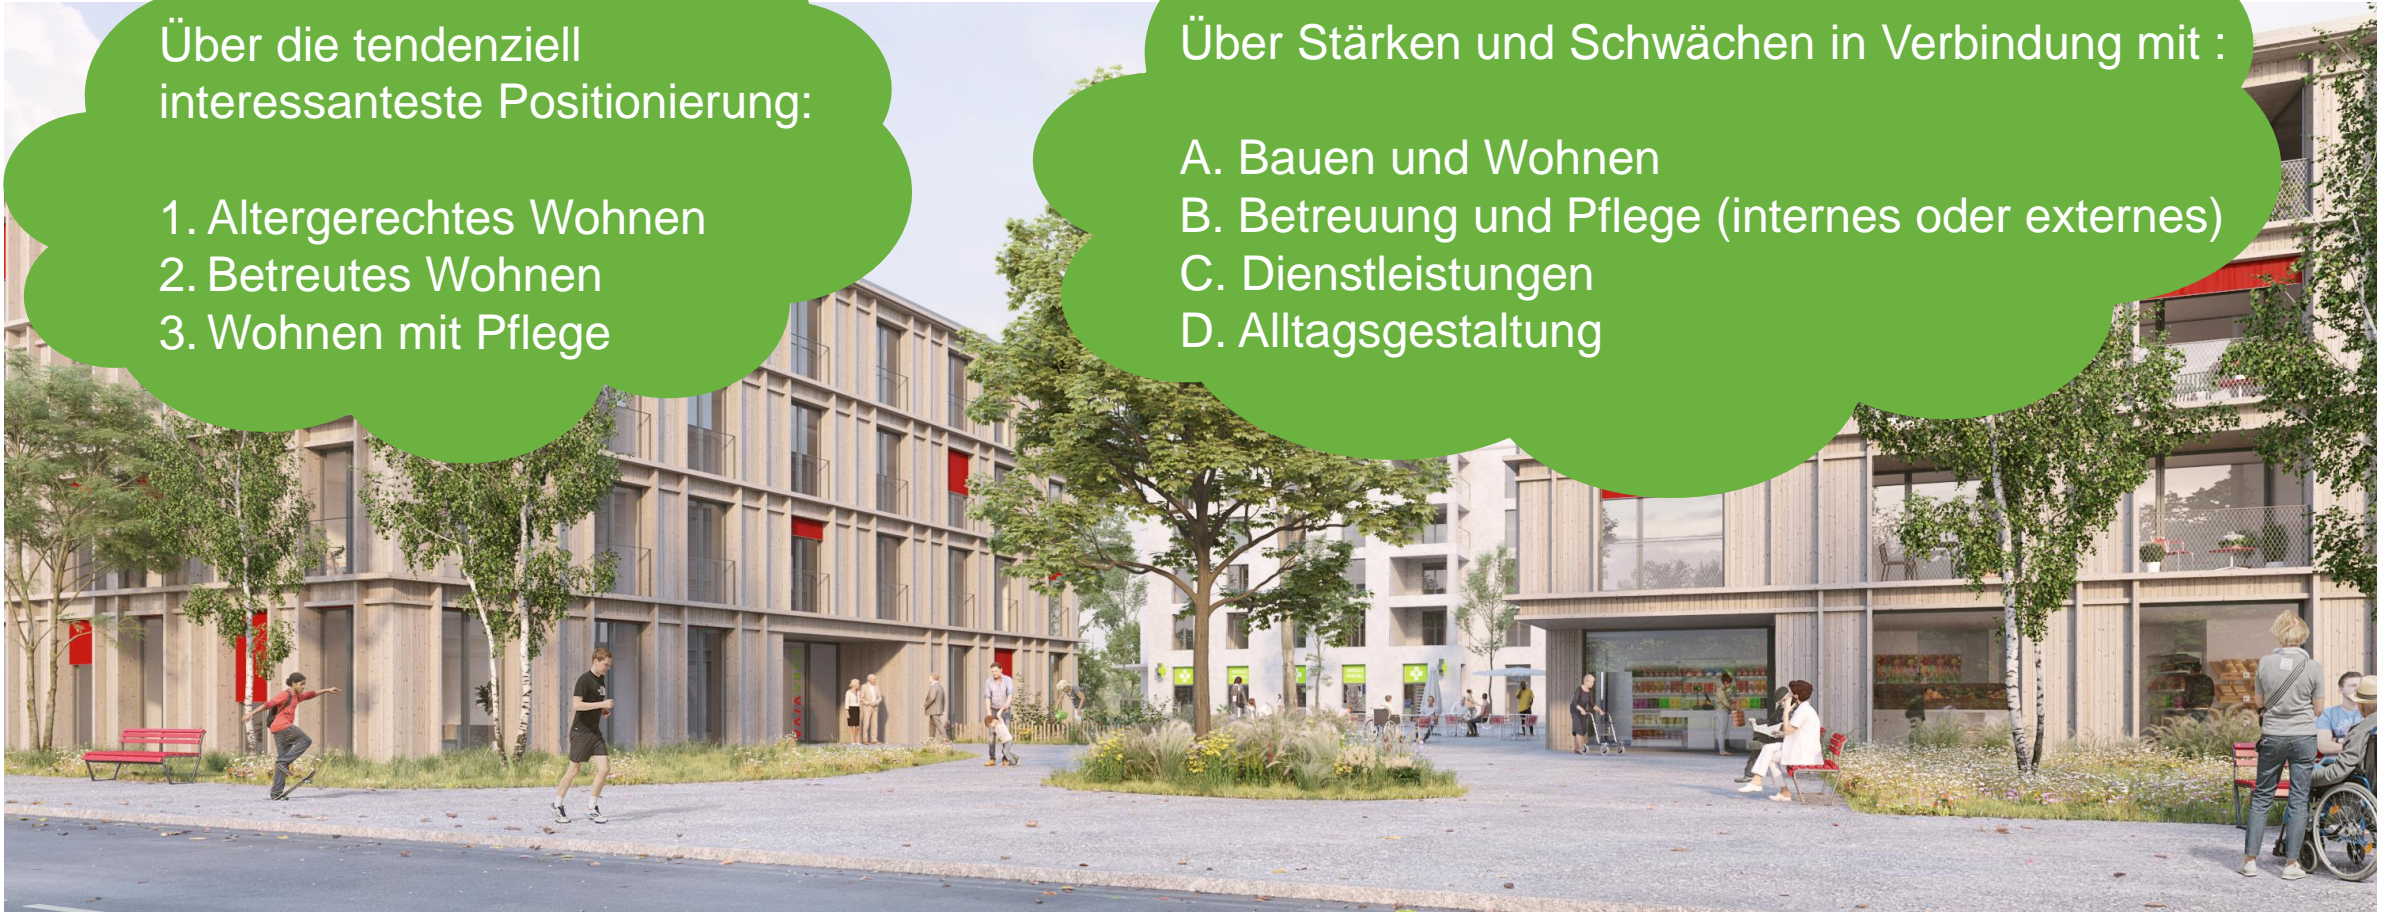 Über die tendenziell
interessanteste Positionierung:
1. Altergerechtes Wohnen
2. Betreutes Wohnen
3. Wohnen mit Pflege
Über Stärken und Schwächen in Verbindung mit :
A. Bauen und Wohnen
B. Betreuung und Pflege (internes oder externes)
C. Dienstleistungen
D. Alltagsgestaltung